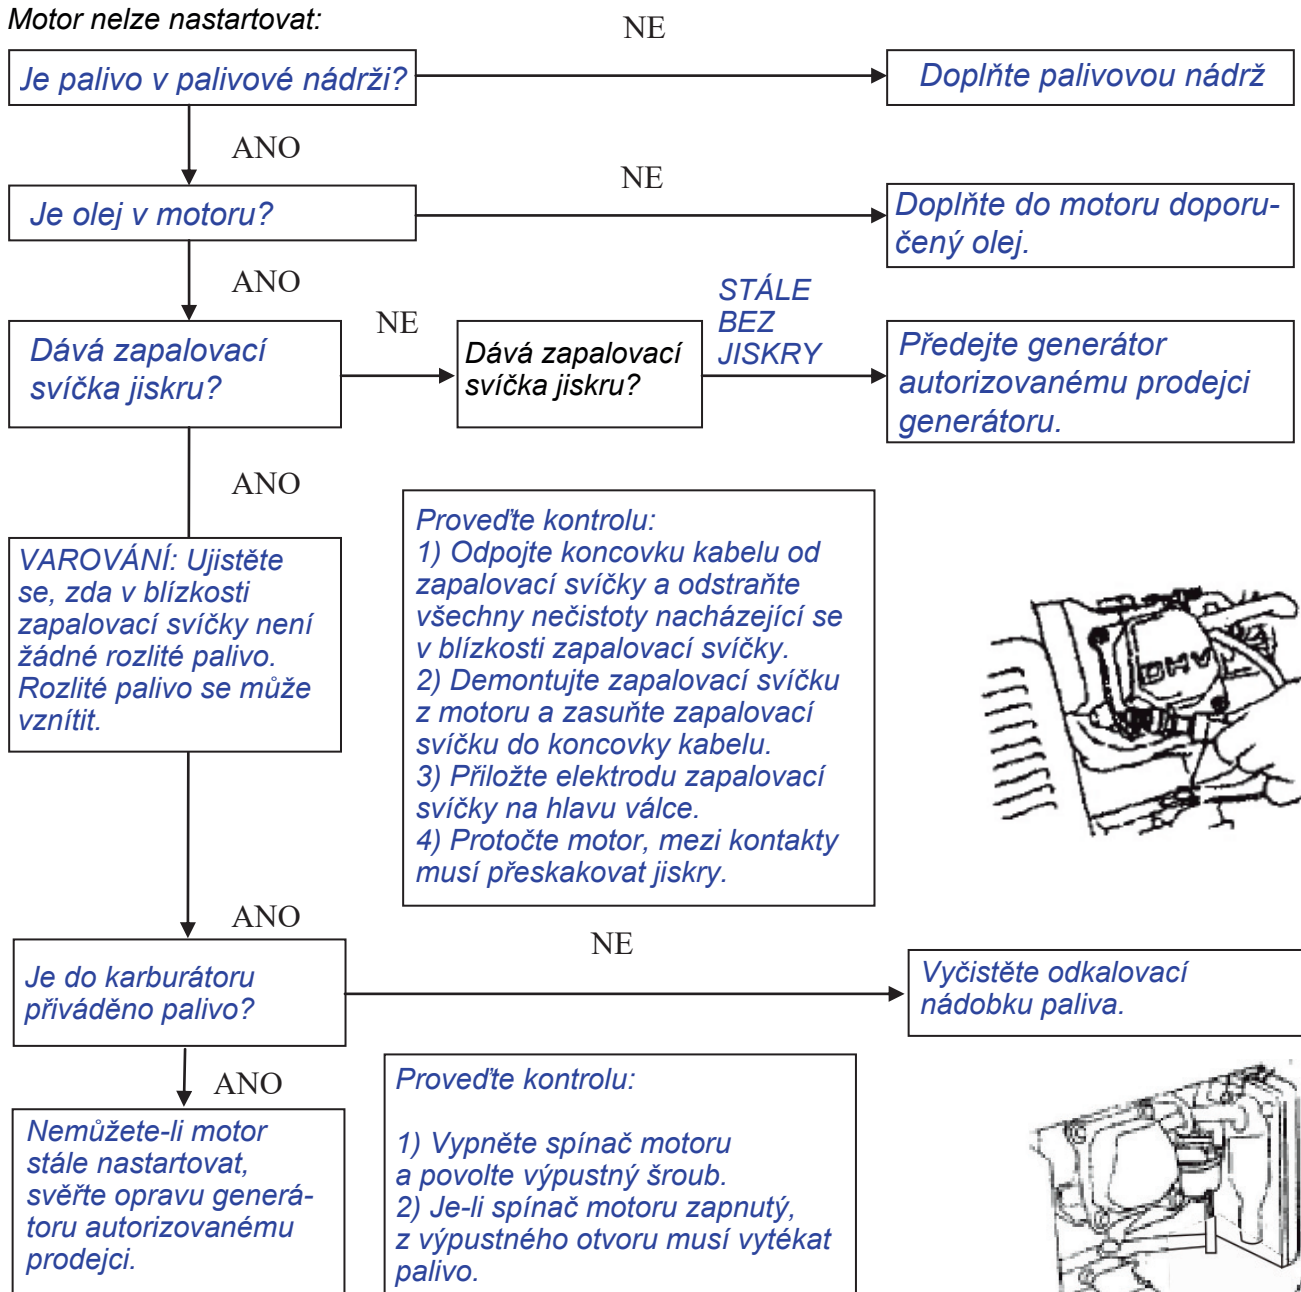 Motor nelze nastartovat:
NE
Je palivo v palivové nádrži?
Doplňte palivovou nádrž
ANO
NE
Je olej v motoru?
Doplňte do motoru doporu-
čený olej.
ANO
NE
STÁLE
BEZ
JISKRY
Dává zapalovací
svíčka jiskru?
Dává zapalovací
svíčka jiskru?
Předejte generátor
autorizovanému prodejci
generátoru.
ANO
VAROVÁNÍ: Ujistěte
se, zda v blízkosti
zapalovací svíčky není
žádné rozlité palivo.
Rozlité palivo se může
vznítit.
Proveďte kontrolu:
1) Odpojte koncovku kabelu od
zapalovací svíčky a odstraňte
všechny nečistoty nacházející se
v blízkosti zapalovací svíčky.
2) Demontujte zapalovací svíčku
z motoru a zasuňte zapalovací
svíčku do koncovky kabelu.
3) Přiložte elektrodu zapalovací
svíčky na hlavu válce.
4) Protočte motor, mezi kontakty
musí přeskakovat jiskry.
OHV
ANO
NE
Je do karburátoru
přiváděno palivo?
Vyčistěte odkalovací
nádobku paliva.
ANO
Nemůžete-li motor
stále nastartovat,
svěřte opravu generá-
toru autorizovanému
prodejci.
Proveďte kontrolu:
1) Vypněte spínač motoru
a povolte výpustný šroub.
2) Je-li spínač motoru zapnutý,
z výpustného otvoru musí vytékat
palivo.